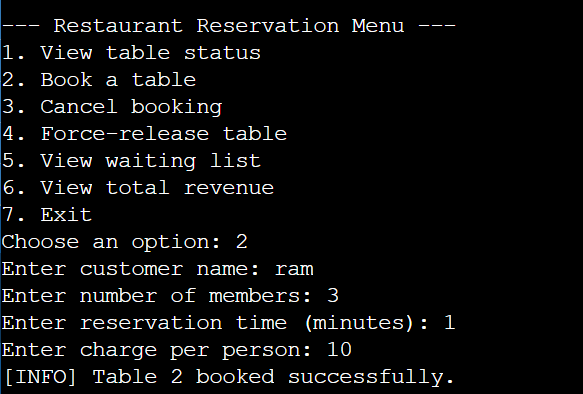 --- Restaurant Reservation Menu ---
1. View table status
2. Book a table
3. Cancel booking
4. Force-release table
5. View waiting list
6. View total revenue
7. Exit
Choose an option: 2
Enter customer name: ram
Enter number of members: 3
Enter reservation time (minutes): 1
Enter charge per person: 10
[INFO] Table 2 booked successfully.